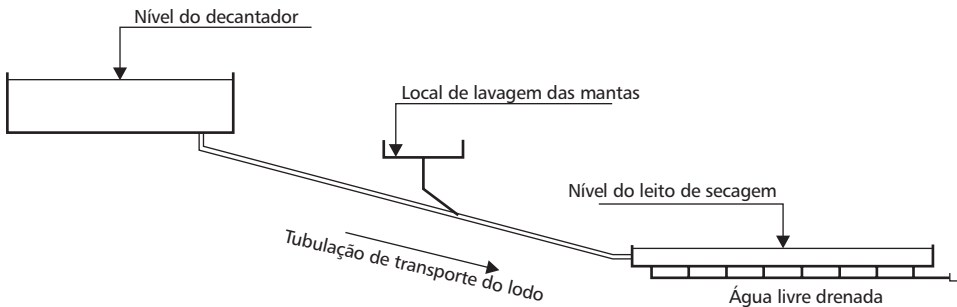 Nível do decantador
Local de lavagem das mantas
Nível do leito de secagem
Tubulação de transporte do lodo
Água livre drenada